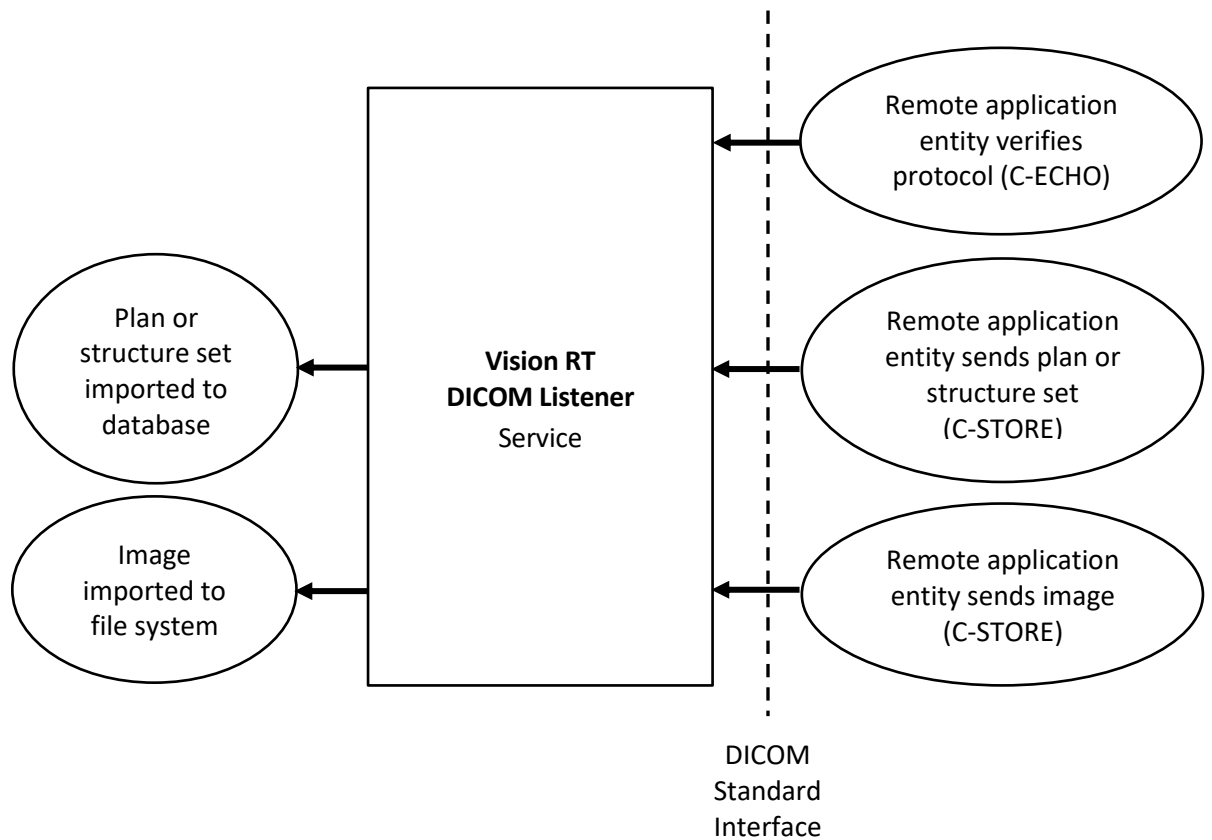 Remote application
entity verifies
protocol (C-ECHO)
Plan or
structure set
imported to
database
Vision RT
DICOM Listener
Service
Remote application
entity sends plan or
structure set
(C-STORE)
Image
imported to
file system
Remote application
entity sends image
(C-STORE)
DICOM
Standard
Interface